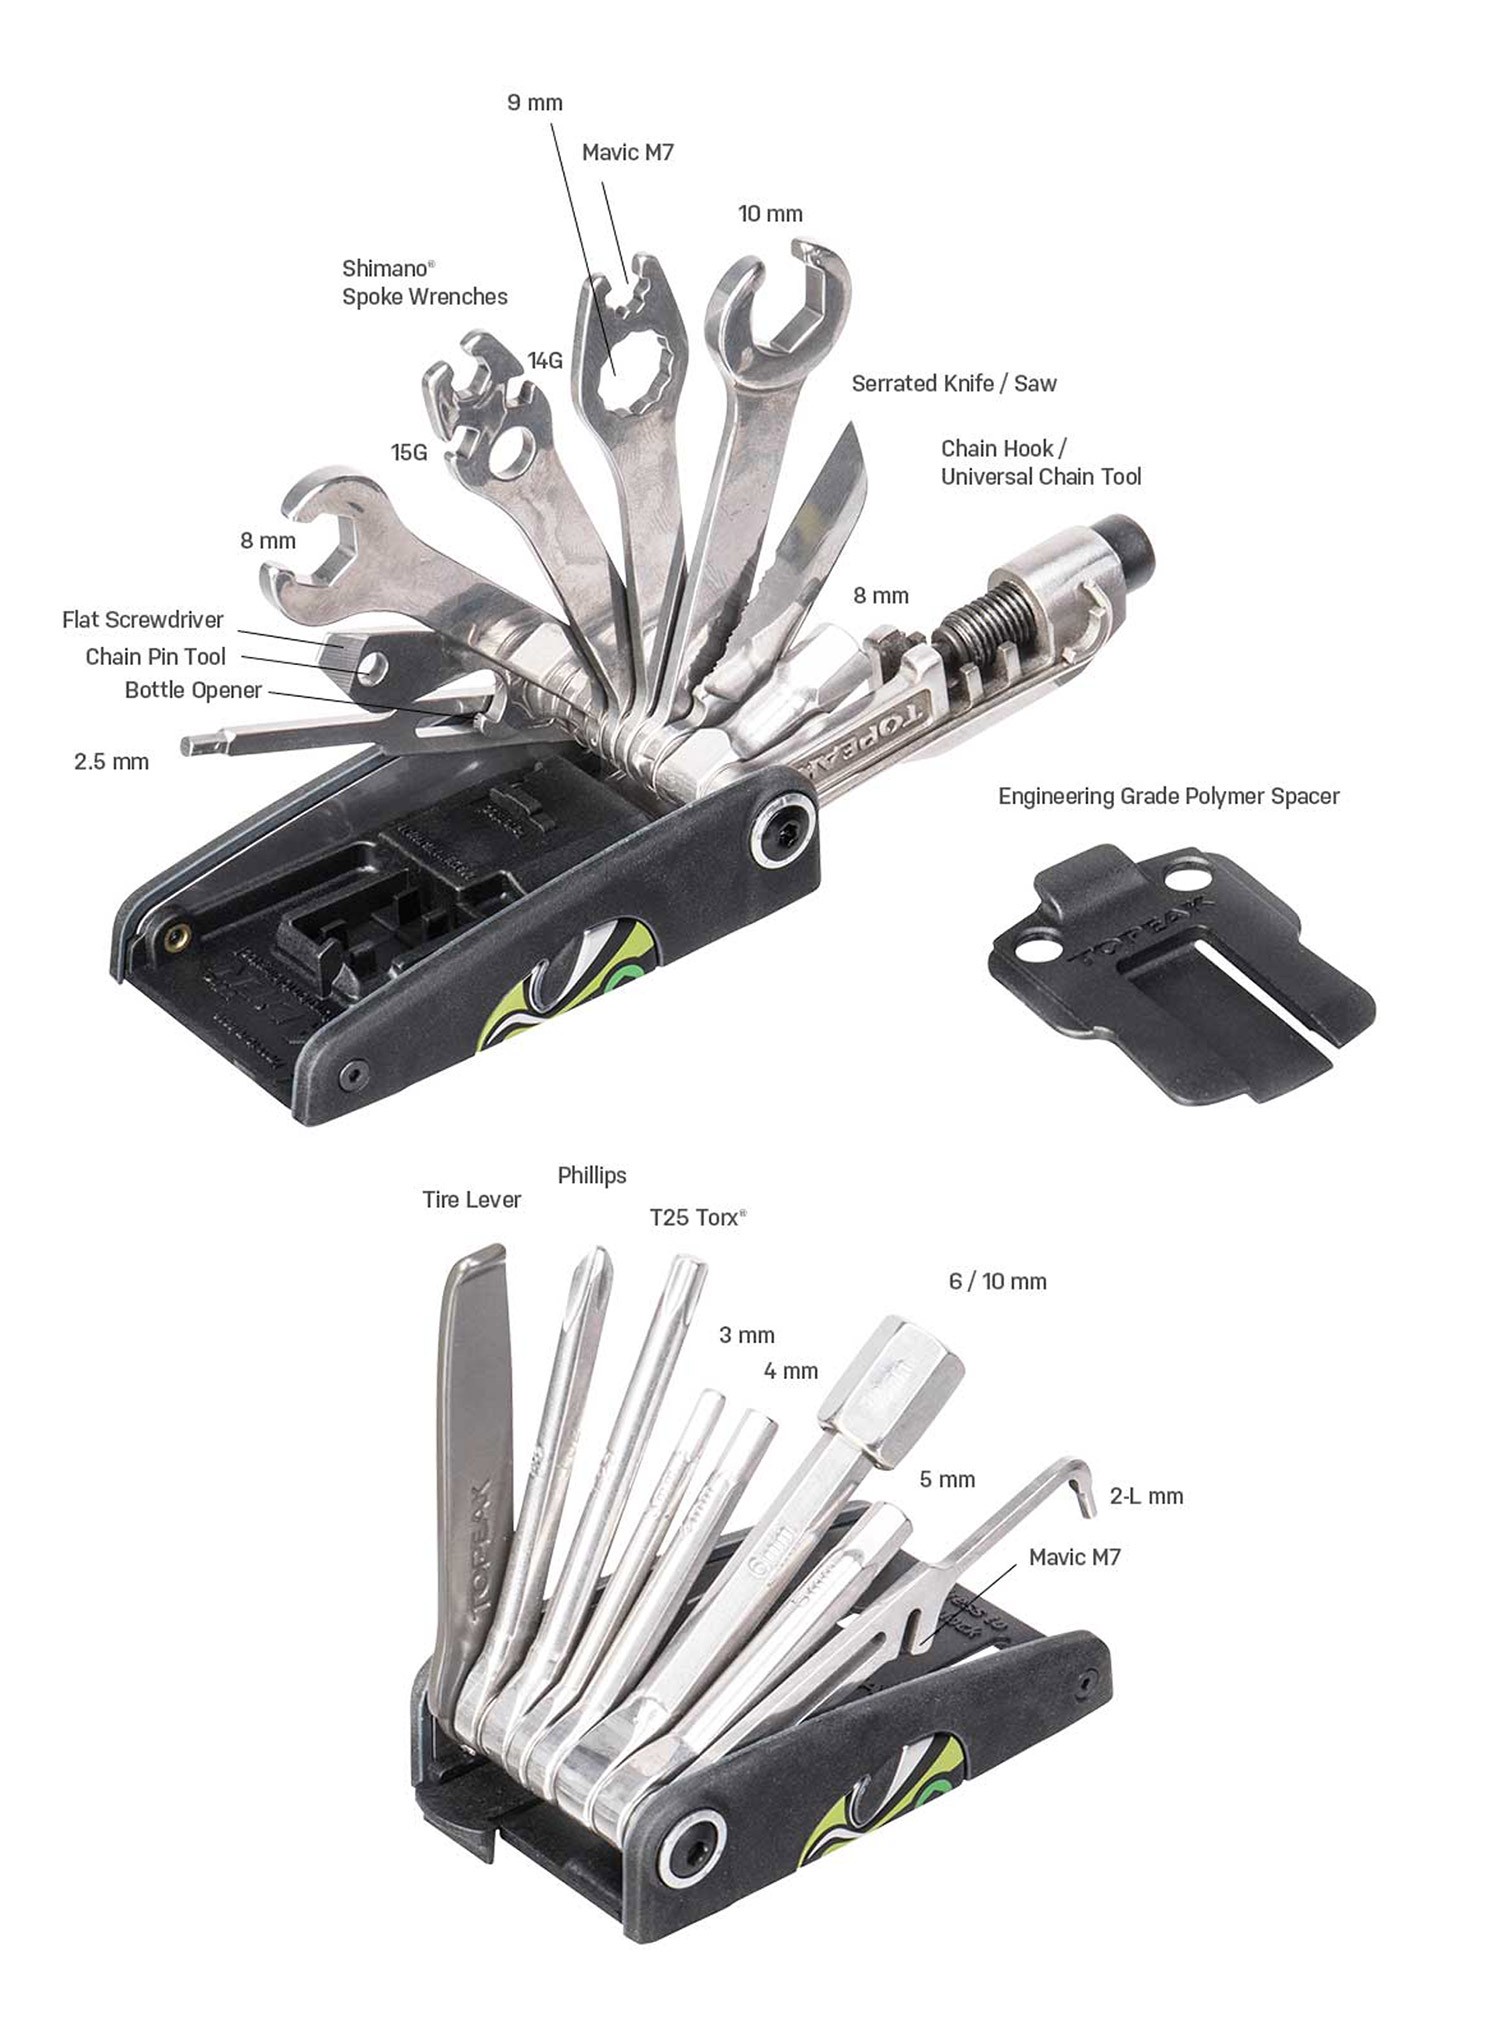 9 mm
Mavic M7
10 mm
Shimano®
Spoke Wrenches
14G
Serrated Knife / Saw
15G
Chain Hook /
Universal Chain Tool
8 mm
8 mm
Flat Screwdriver
Chain Pin Tool
Bottle Opener
2.5 mm
TOPEAK
Engineering Grade Polymer Spacer
TOPEAK
Phillips
Tire Lever
T25 Torx®
6 / 10 mm
3 mm
4 mm
5 mm
2-L mm
Mavic M7
TOPEAK
6mm